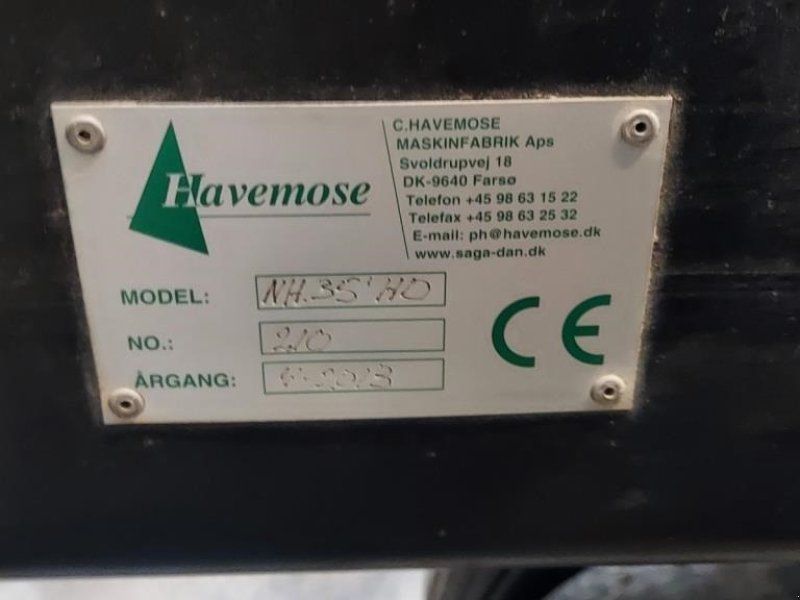 Havemose
C.HAVEMOSE
MASKINFABRIK Aps
Svoldrupvej 18
DK-9640 Farsø
Telefon +45 98 63 15 22
Telefax +45 98 63 25 32
E-mail: ph@havemose.dk
www.saga-dan.dk
MODEL: NH.35' HD
NO.: 210
ÅRGANG: 2013
CE